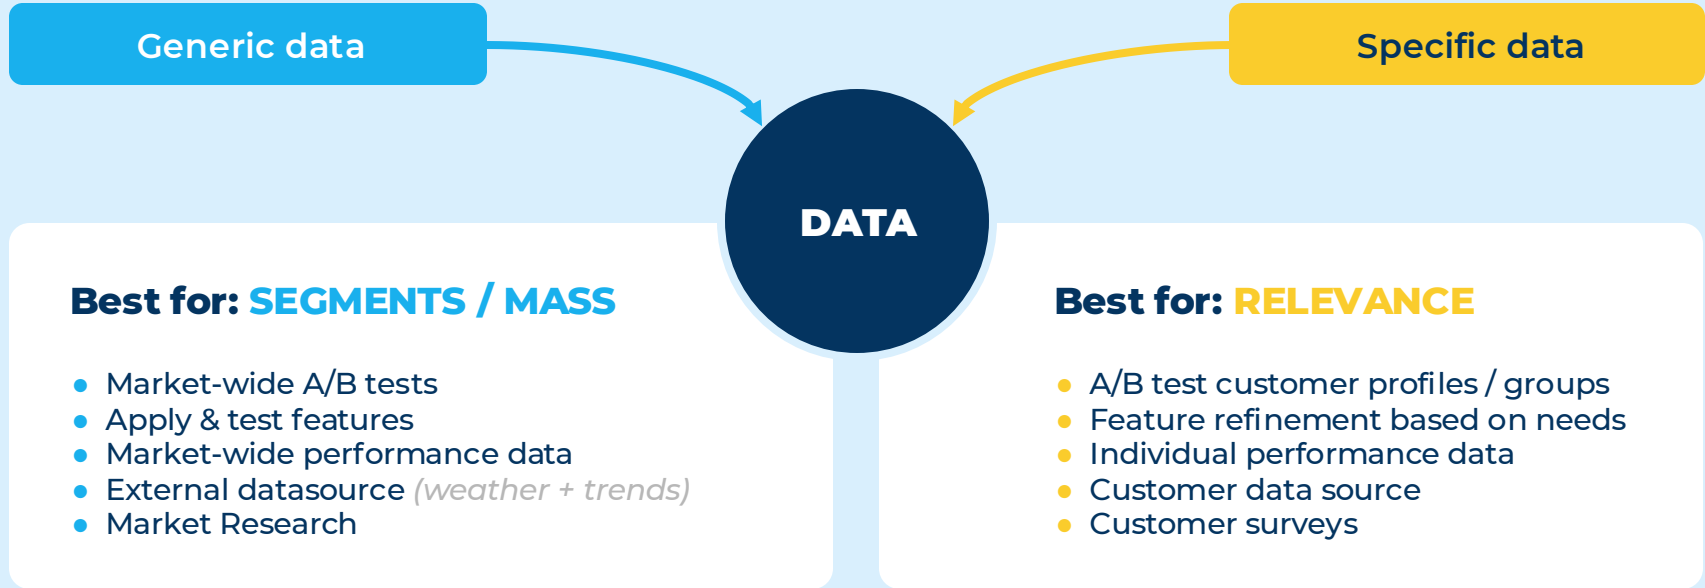 Generic data
Specific data
DATA
Best for: SEGMENTS / MASS
Market-wide A/B tests
Apply & test features
Market-wide performance data
External datasource (weather + trends)
Market Research
Best for: RELEVANCE
A/B test customer profiles / groups
Feature refinement based on needs
Individual performance data
Customer data source
Customer surveys